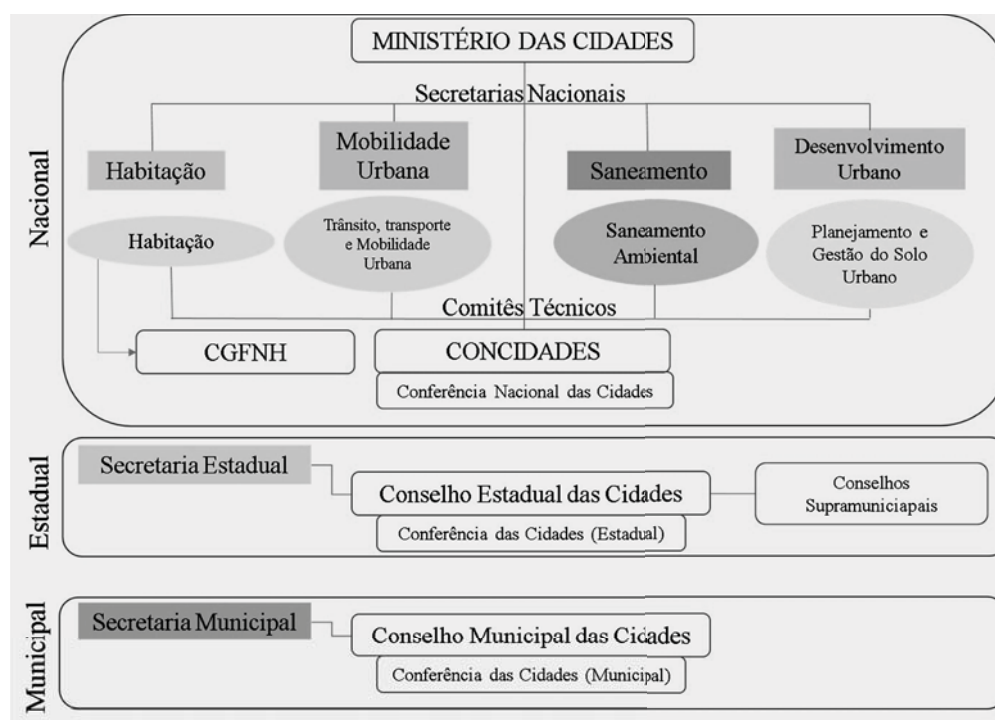 MINISTÉRIO DAS CIDADES
Secretarias Nacionais
Habitação
Mobilidade
Urbana
Saneamento
Desenvolvimento
Urbano
Habitação
Trânsito, transporte
e Mobilidade
Urbana
Saneamento
Ambiental
Planejamento e
Gestão do Solo
Urbano
Comitês Técnicos
CGFNH
CONCIDADES
Conferência Nacional das Cidades
Nacional
Secretaria Estadual
Conselho Estadual das Cidades
Conferência das Cidades (Estadual)
Conselhos
Supramuniciapais
Estadual
Secretaria Municipal
Conselho Municipal das Cidades
Conferência das Cidades (Municipal)
Municipal